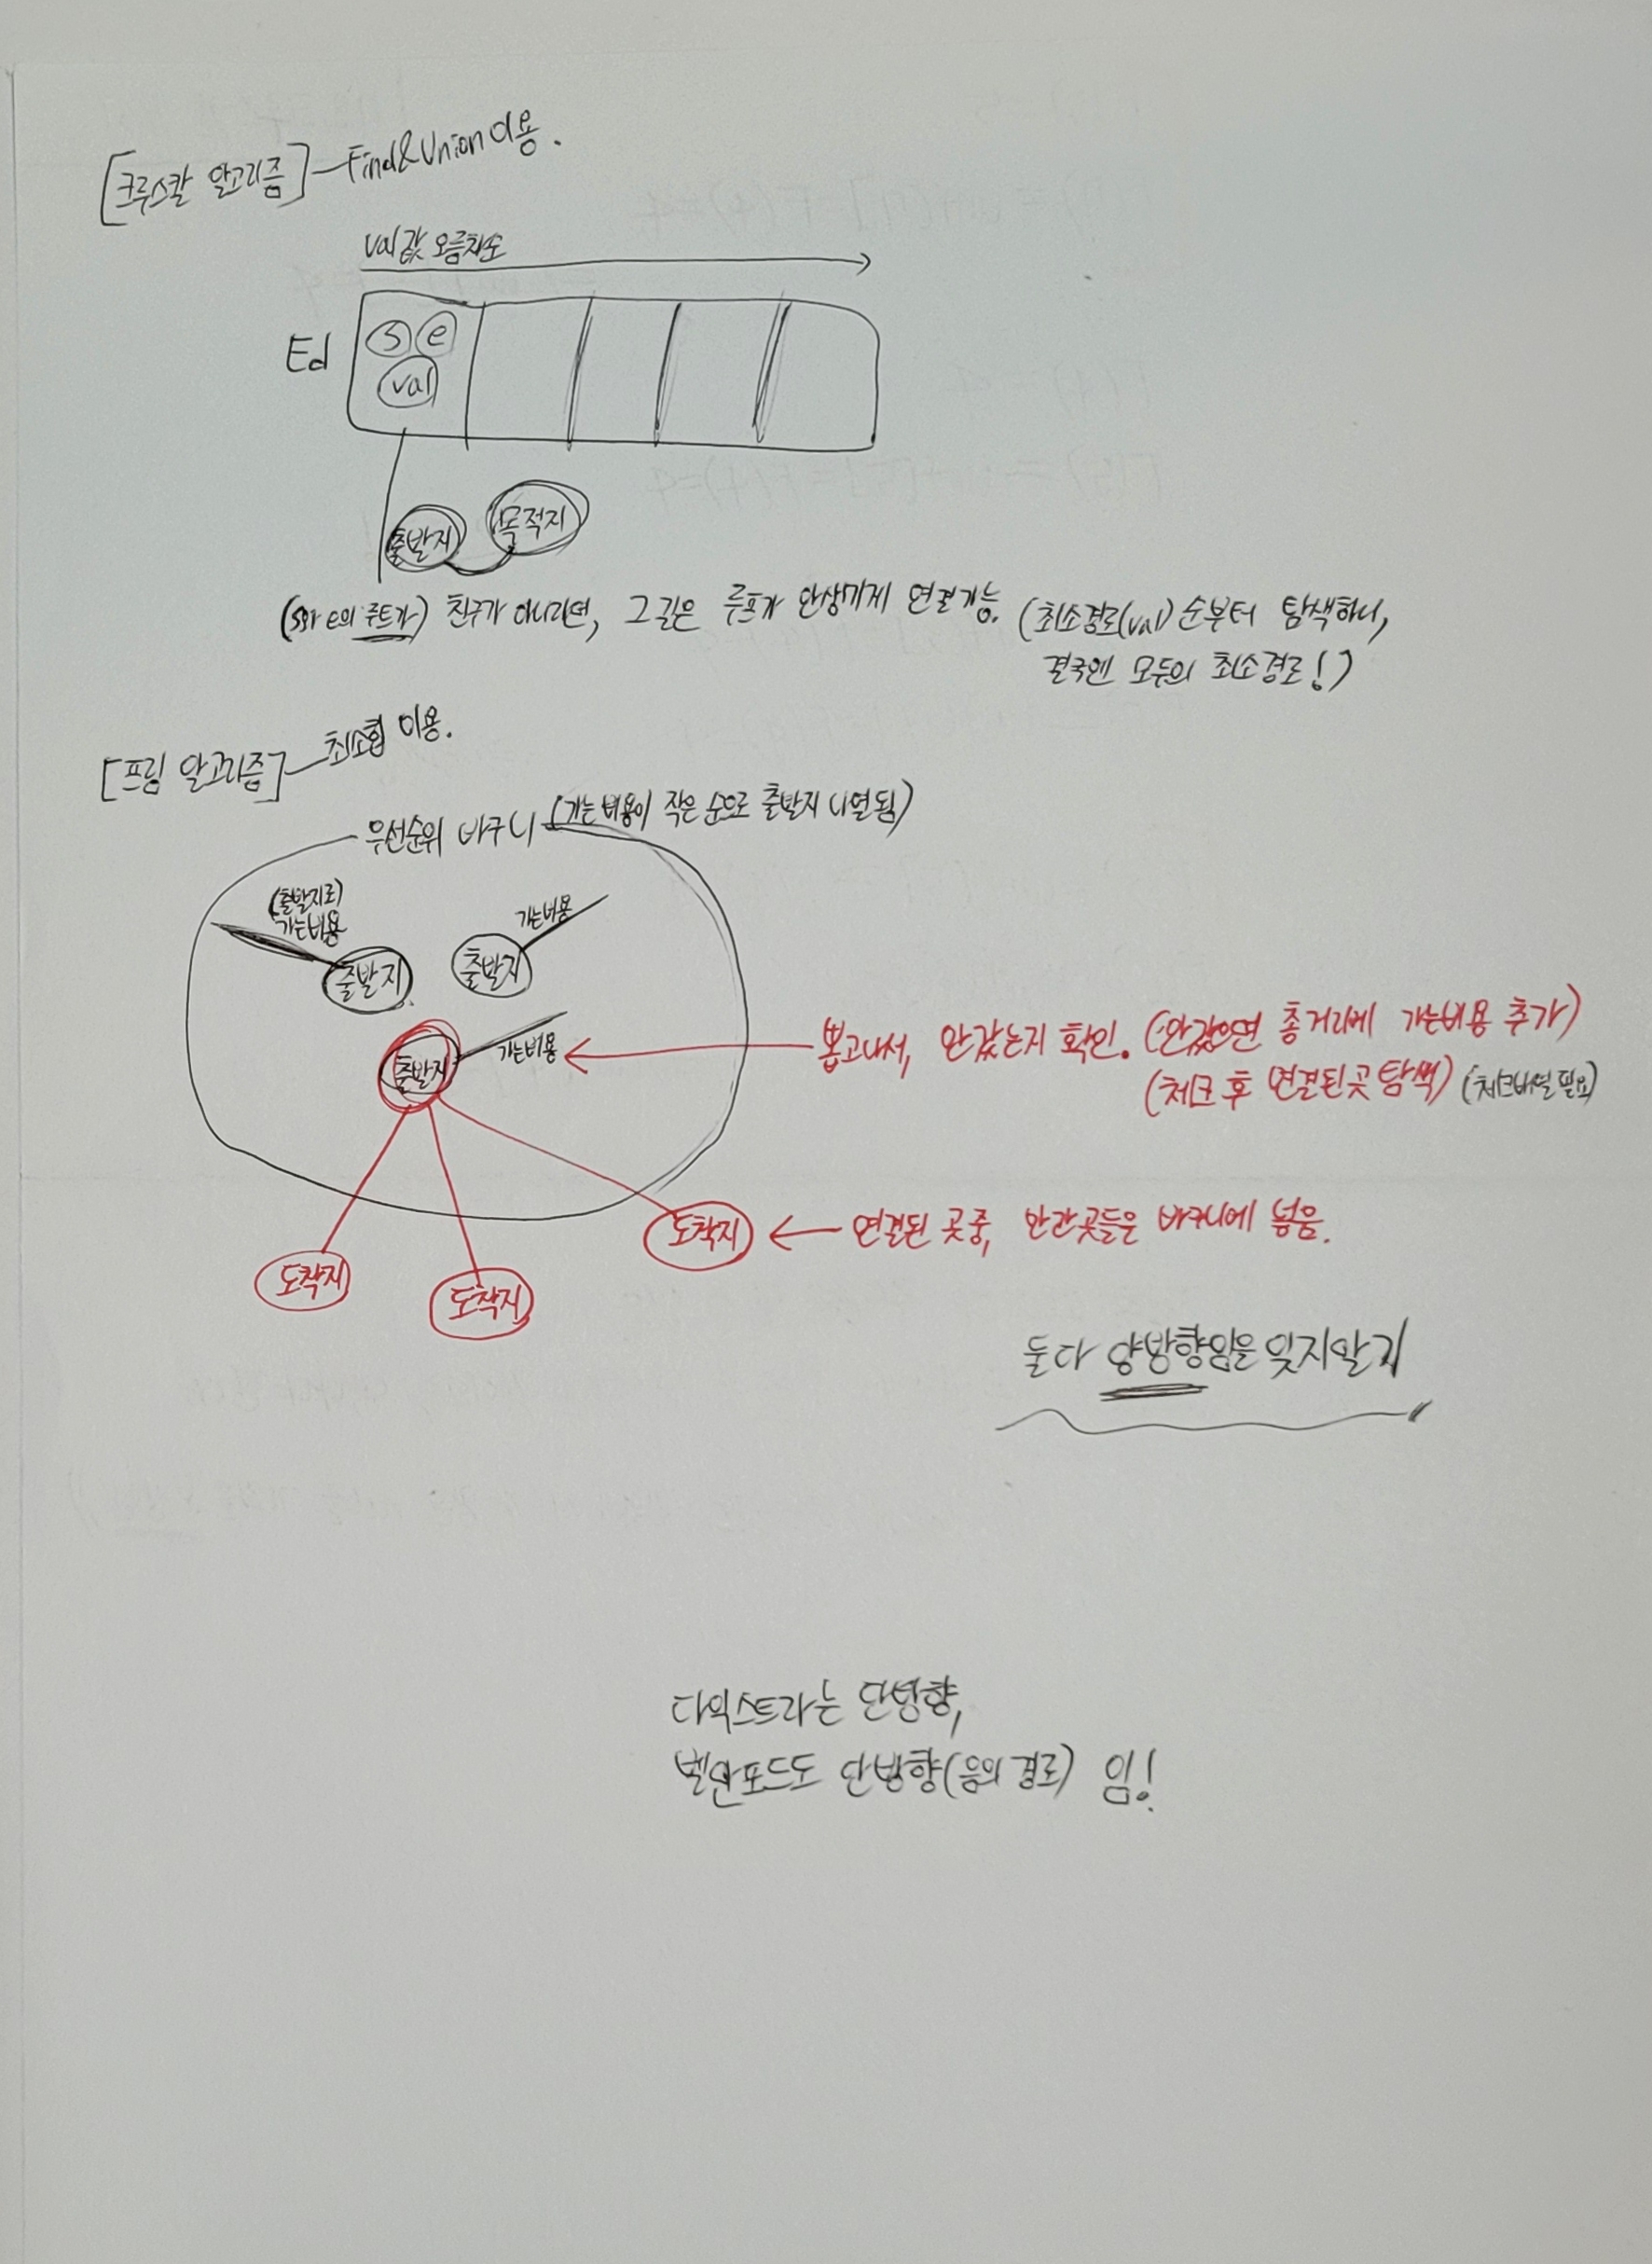 [크루스칼 알고리즘] Find&Union 이용.
val값 오름차순
Ed
s e
val
출발지 목적지
(s와 e의 루트가) 친구가 아니라면, 그 길은 루프가 안생기게 연결가능. (최소경로(val) 순부터 탐색하니,
결국엔 모두의 최소경로!)
[프림 알고리즘] 최소힙 이용.
우선순위 바구니 (가는비용이 작은 순으로 출발지 나열됨)
(출발지로)
가는비용
가는비용
출발지
출발지
출발지
가는비용
뽑고나서, 안갔는지 확인. (안갔으면 총거리에 가는비용 추가)
(체크 후 연결된곳 탐색) (체크배열 필요)
도착지
연결된 곳 중, 안간곳들은 바구니에 넣음.
도착지
도착지
둘다 양방향임을 잊지말기
다익스트라는 단방향,
벨만포드도 단방향(음의 경로) 임!